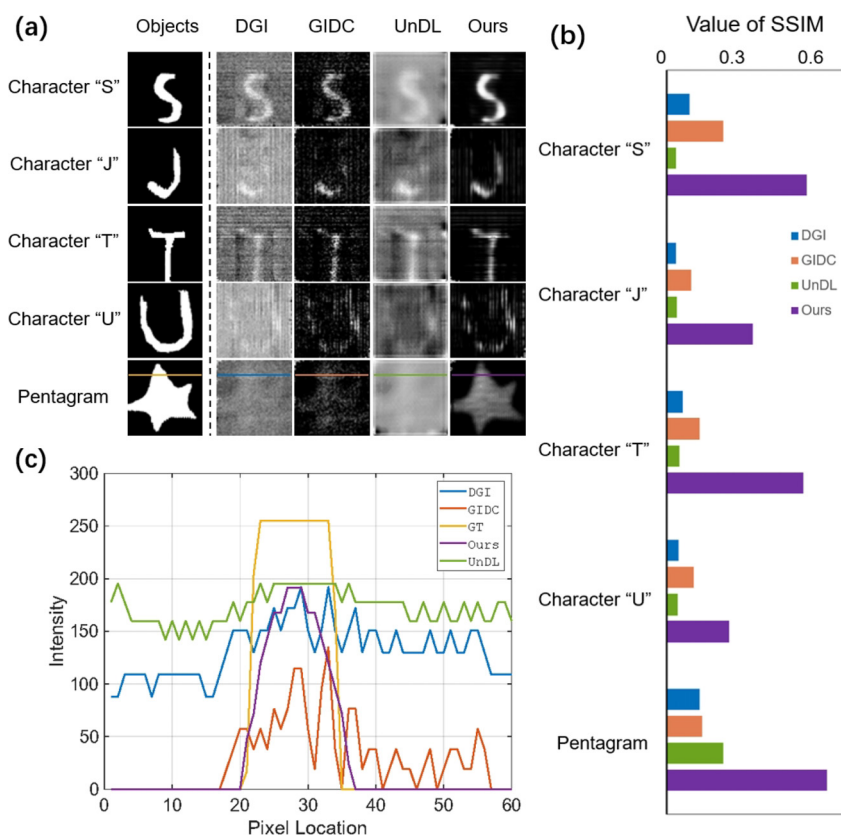 (a)
Objects DGI GIDC UnDL Ours
Character “S”
Character “J”
Character “T”
Character “U”
Pentagram
(b)
Value of SSIM
0 0.3 0.6
Character “S”
Character “J”
Character “T”
Character “U”
Pentagram
DGI
GIDC
UnDL
Ours
(c)
300
250
200
150
100
50
0
Intensity
0 10 20 30 40 50 60
Pixel Location
DGI
GIDC
GT
Ours
UnDL